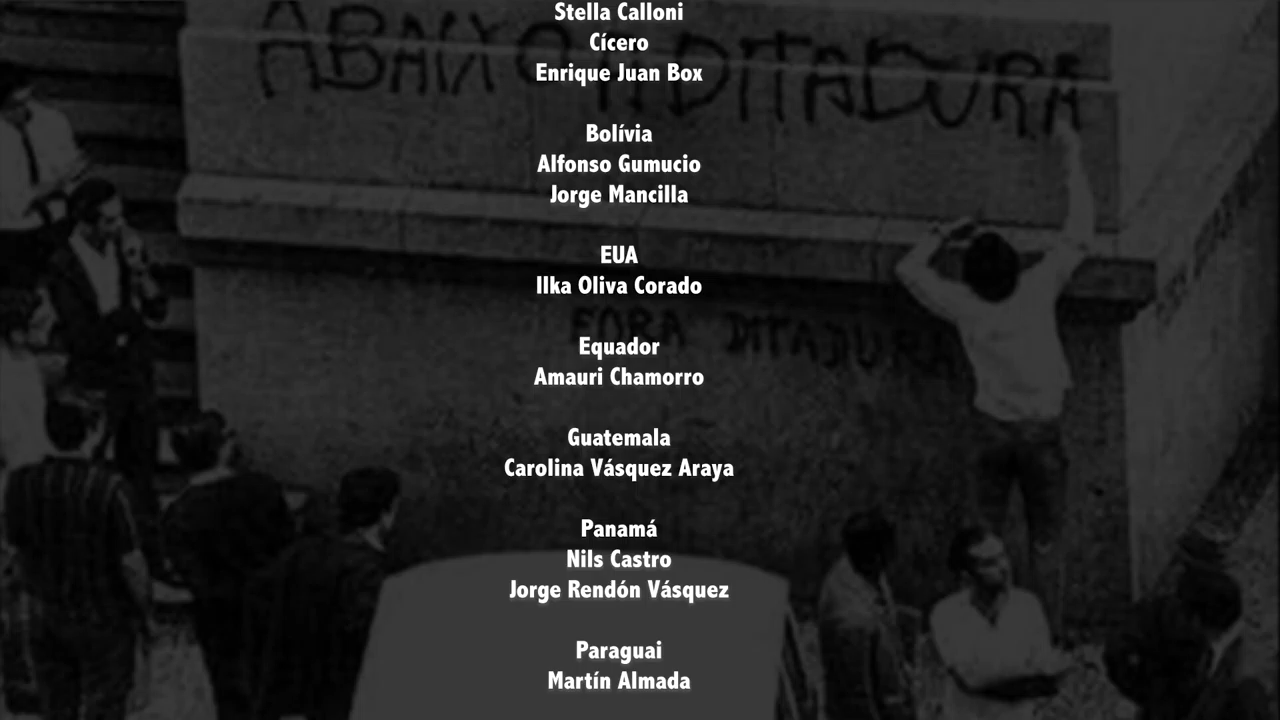 Stella Calloni
Cícero
Enrique Juan Box
Bolívia
Alfonso Gumucio
Jorge Mancilla
EUA
Ilka Oliva Corado
Equador
Amauri Chamorro
Guatemala
Carolina Vásquez Araya
Panamá
Nils Castro
Jorge Rendón Vásquez
Paraguai
Martín Almada
ABAIXO A DITADURA
FORA DITADURA